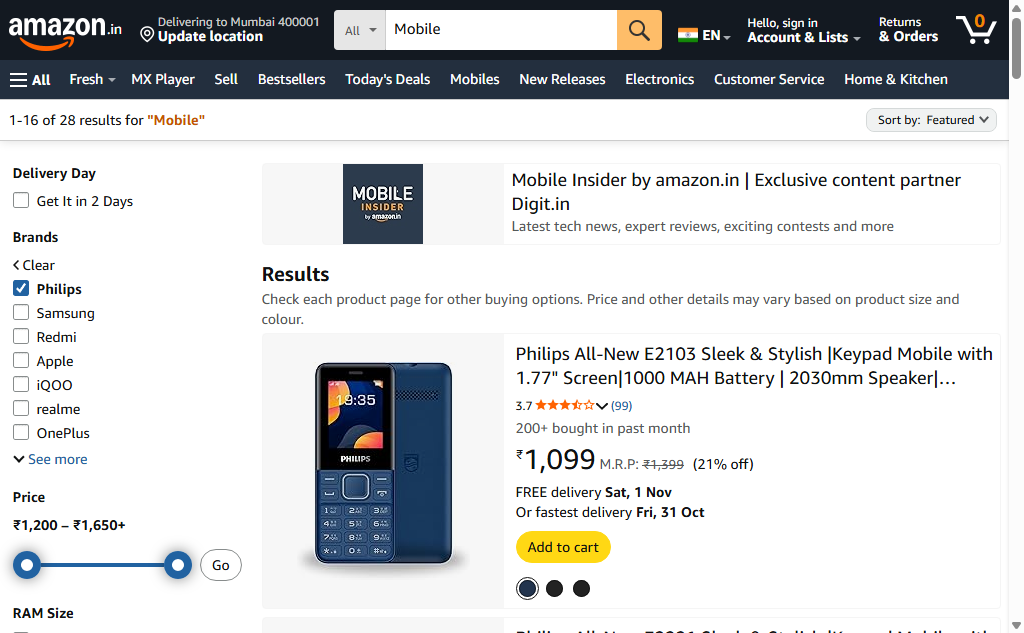 amazon.in
Delivering to Mumbai 400001
Update location
All
Mobile
EN
Hello, sign in
Account & Lists
Returns
& Orders
0
All
Fresh
MX Player
Sell
Bestsellers
Today's Deals
Mobiles
New Releases
Electronics
Customer Service
Home & Kitchen
1-16 of 28 results for "Mobile"
Sort by: Featured
Delivery Day
Get It in 2 Days
Brands
Clear
Philips
Samsung
Redmi
Apple
iQOO
realme
OnePlus
See more
Price
₹1,200 – ₹1,650+
Go
RAM Size
MOBILE
INSIDER
by amazon.in
Mobile Insider by amazon.in | Exclusive content partner
Digit.in
Latest tech news, expert reviews, exciting contests and more
Results
Check each product page for other buying options. Price and other details may vary based on product size and
colour.
19:35
PHILIPS
Philips All-New E2103 Sleek & Stylish |Keypad Mobile with
1.77" Screen|1000 MAH Battery | 2030mm Speaker|…
3.7 (99)
200+ bought in past month
₹1,099 M.R.P: ₹1,399 (21% off)
FREE delivery Sat, 1 Nov
Or fastest delivery Fri, 31 Oct
Add to cart